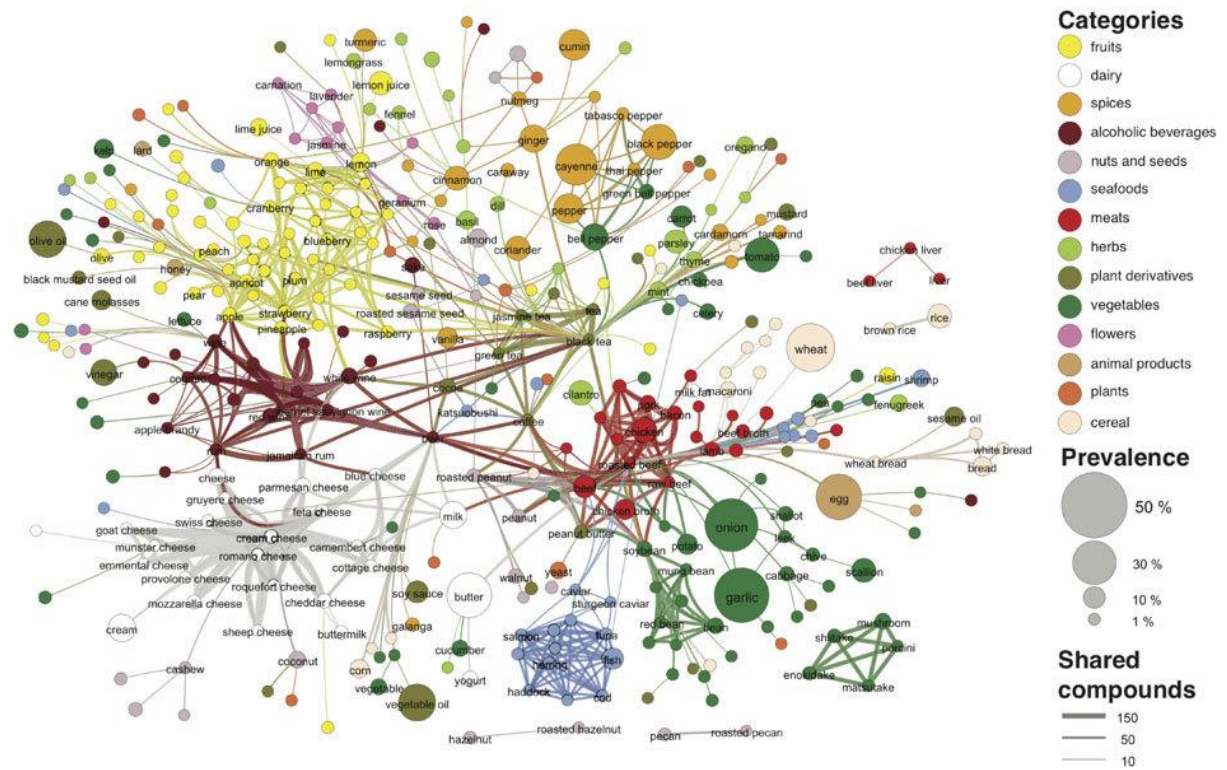 Categories
fruits
dairy
spices
alcoholic beverages
nuts and seeds
seafoods
meats
herbs
plant derivatives
vegetables
flowers
animal products
plants
cereal
Prevalence
50 %
30 %
10 %
1 %
Shared
compounds
150
50
10
turmeric
cumin
lemongrass
lemon juice
carnation
lavender
nutmeg
fennel
tabasco pepper
lime juice
ginger
black pepper
jasmine
kelp
lard
orange
lemon
lime
oregano
cayenne
thai pepper
cinnamon
caraway
green bell pepper
geranium
cranberry
dill
pepper
mustard
rose
basil
carrot
cardamom
tamarind
olive oil
blueberry
almond
bell pepper
parsley
peach
coriander
chicken liver
olive
tomato
thyme
honey
sake
beef liver
liver
black mustard seed oil
apricot
plum
chickpea
pear
sesame seed
mint
cane molasses
apple
strawberry
roasted sesame seed
jasmine tea
tea
celery
rice
lettuce
pineapple
raspberry
vanilla
black tea
brown rice
green tea
wheat
vinegar
white wine
cocoa
cilantro
milk fat
macaroni
raisin
shrimp
pea
katsuobushi
pork
bacon
fenugreek
apple brandy
coffee
chicken
beef broth
sesame oil
rum
beer
lamb
jamaican rum
roasted beef
white bread
cheese
blue cheese
roasted peanut
wheat bread
bread
parmesan cheese
beef
raw beef
gruyere cheese
feta cheese
egg
swiss cheese
milk
peanut
chicken broth
onion
shallot
goat cheese
cream cheese
peanut butter
leek
munster cheese
camembert cheese
soybean
potato
romano cheese
chive
emmental cheese
cottage cheese
mung bean
provolone cheese
walnut
yeast
cabbage
scallion
roquefort cheese
soy sauce
butter
caviar
garlic
mozzarella cheese
cheddar cheese
sturgeon caviar
cream
sheep cheese
galanga
red bean
bean
mushroom
buttermilk
salmon
tuna
shiitake
porcini
cucumber
cashew
coconut
corn
herring
fish
enokidake
vegetable
yogurt
haddock
cod
matsutake
vegetable oil
hazelnut
roasted hazelnut
pecan
roasted pecan